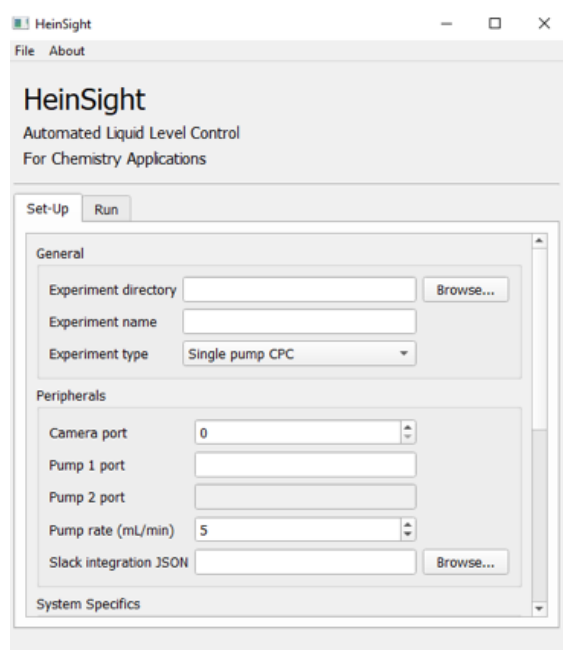 HeinSight
File About
HeinSight
Automated Liquid Level Control
For Chemistry Applications
Set-Up Run
General
Experiment directory Browse...
Experiment name
Experiment type Single pump CPC
Peripherals
Camera port 0
Pump 1 port
Pump 2 port
Pump rate (mL/min) 5
Slack integration JSON Browse...
System Specifics